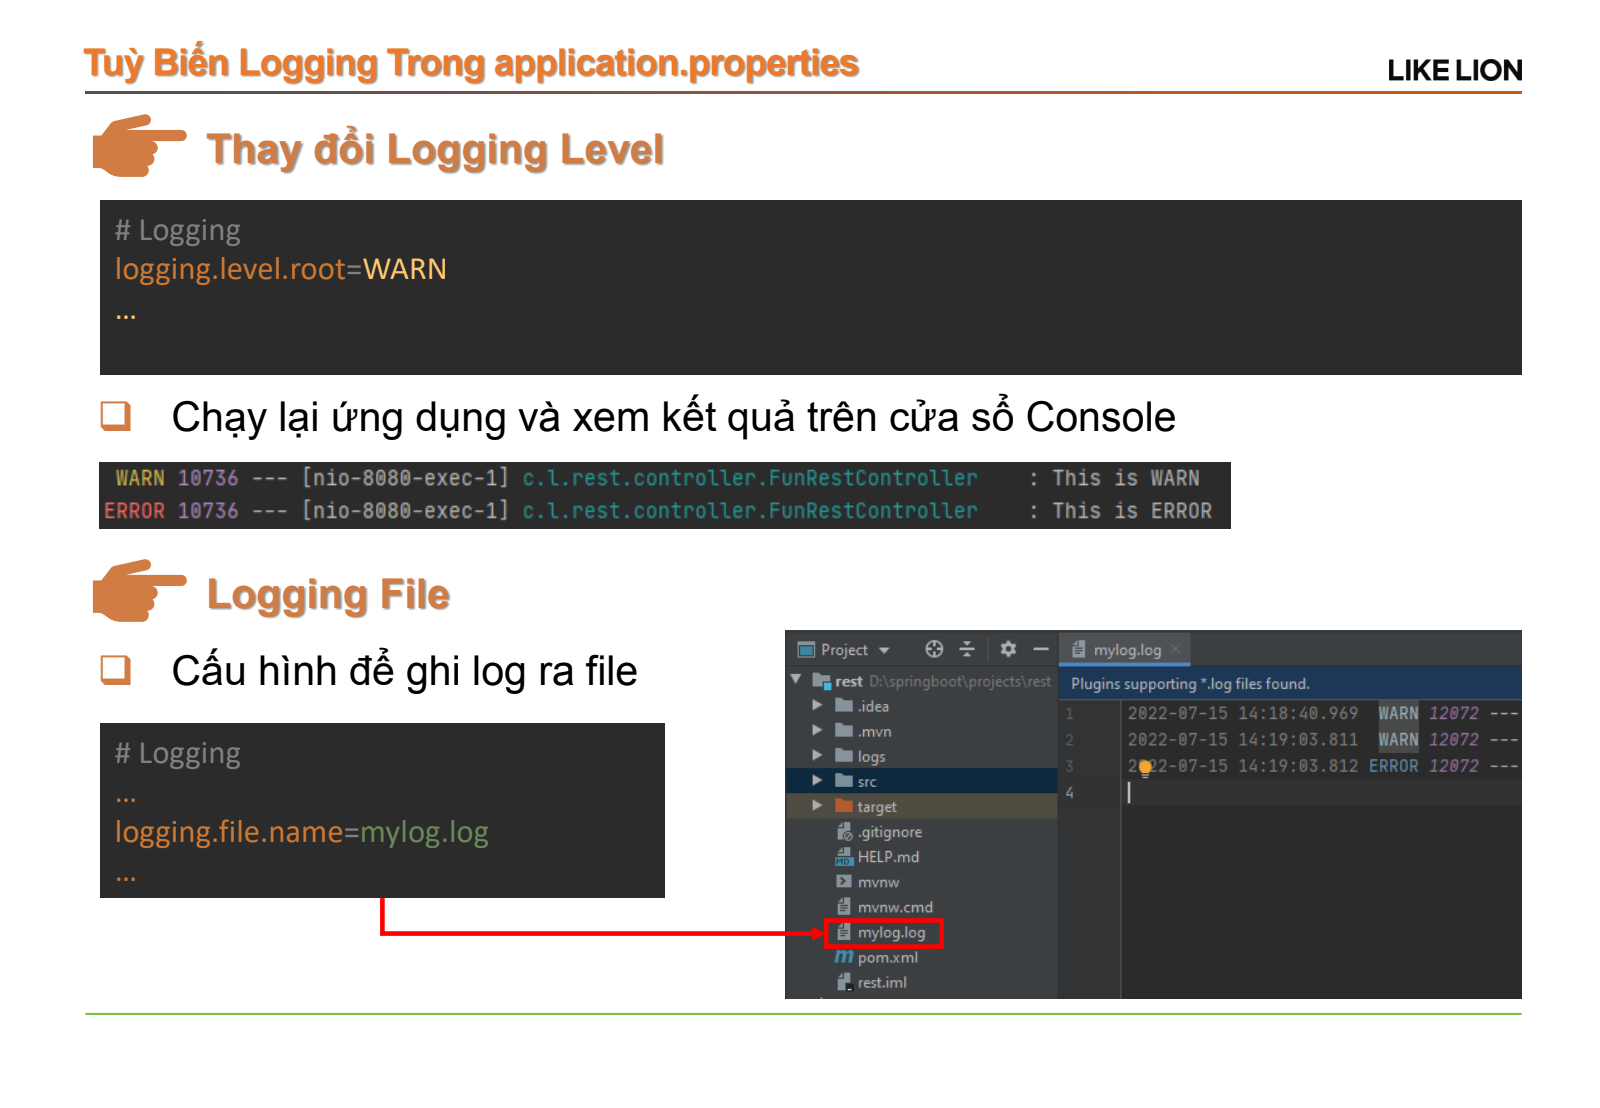 Tuỳ Biến Logging Trong application.properties
LIKE LION
Thay đổi Logging Level
# Logging
logging.level.root=WARN
...
Chạy lại ứng dụng và xem kết quả trên cửa sổ Console
WARN 10736 --- [nio-8080-exec-1] c.l.rest.controller.FunRestController : This is WARN
ERROR 10736 --- [nio-8080-exec-1] c.l.rest.controller.FunRestController : This is ERROR
Logging File
Cấu hình để ghi log ra file
# Logging
...
logging.file.name=mylog.log
...
Project
rest D:\springboot\projects\rest
.idea
.mvn
logs
src
target
.gitignore
HELP.md
mvnw
mvnw.cmd
mylog.log
pom.xml
rest.iml
mylog.log
Plugins supporting *.log files found.
1 2022-07-15 14:18:40.969 WARN 12072 ---
2 2022-07-15 14:19:03.811 WARN 12072 ---
3 2022-07-15 14:19:03.812 ERROR 12072 ---
4